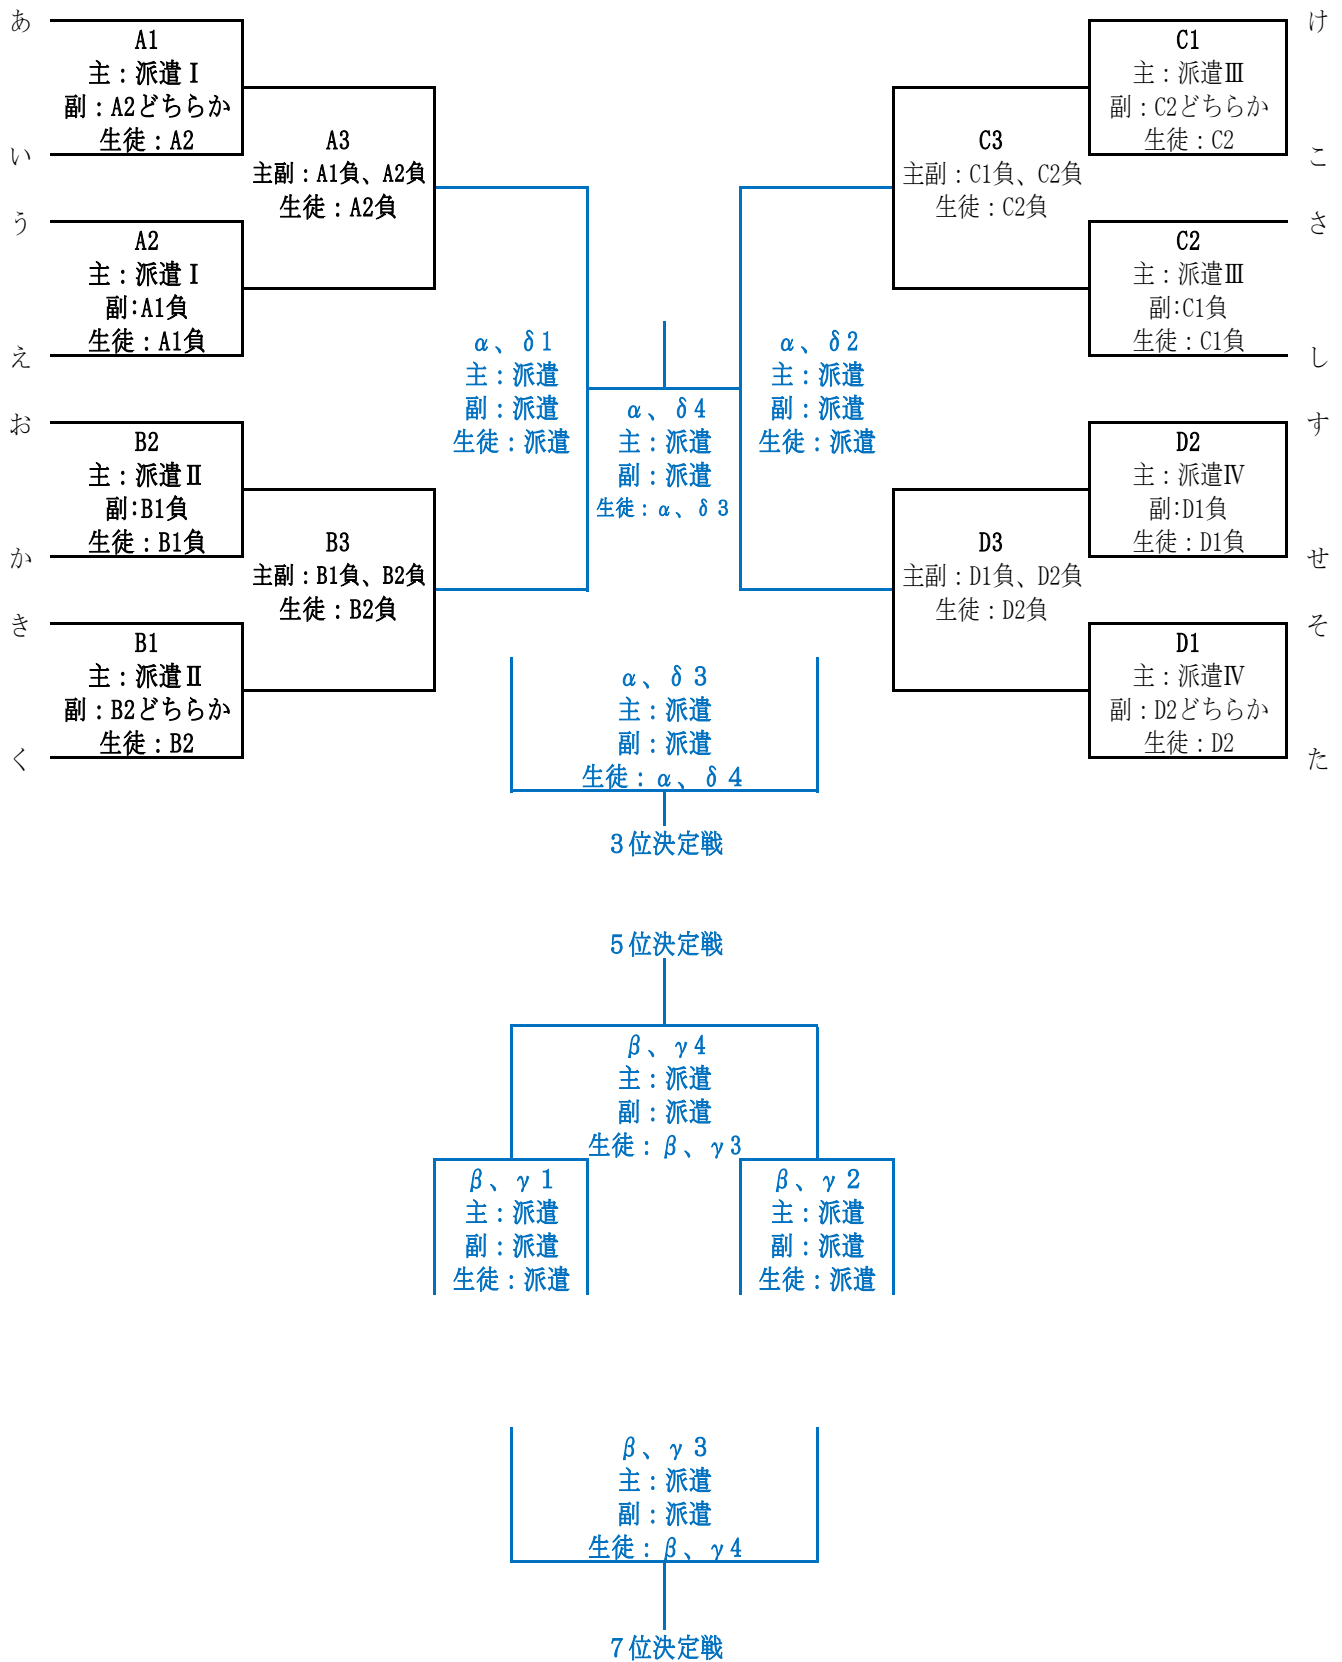 あ
A1
主：派遣Ⅰ
副：A2どちらか
生徒：A2
い
う
A2
主：派遣Ⅰ
副:A1負
生徒：A1負
え
お
B2
主：派遣Ⅱ
副:B1負
生徒：B1負
か
き
B1
主：派遣Ⅱ
副：B2どちらか
生徒：B2
く
A3
主副：A1負、A2負
生徒：A2負
B3
主副：B1負、B2負
生徒：B2負
α、δ1
主：派遣
副：派遣
生徒：派遣
α、δ4
主：派遣
副：派遣
生徒：α、δ３
α、δ2
主：派遣
副：派遣
生徒：派遣
C3
主副：C1負、C2負
生徒：C2負
D3
主副：D1負、D2負
生徒：D2負
け
C1
主：派遣Ⅲ
副：C2どちらか
生徒：C2
こ
さ
C2
主：派遣Ⅲ
副:C1負
生徒：C1負
し
す
D2
主：派遣Ⅳ
副:D1負
生徒：D1負
せ
そ
D1
主：派遣Ⅳ
副：D2どちらか
生徒：D2
た
α、δ３
主：派遣
副：派遣
生徒：α、δ４
３位決定戦
５位決定戦
β、γ4
主：派遣
副：派遣
生徒：β、γ3
β、γ１
主：派遣
副：派遣
生徒：派遣
β、γ２
主：派遣
副：派遣
生徒：派遣
β、γ３
主：派遣
副：派遣
生徒：β、γ4
７位決定戦